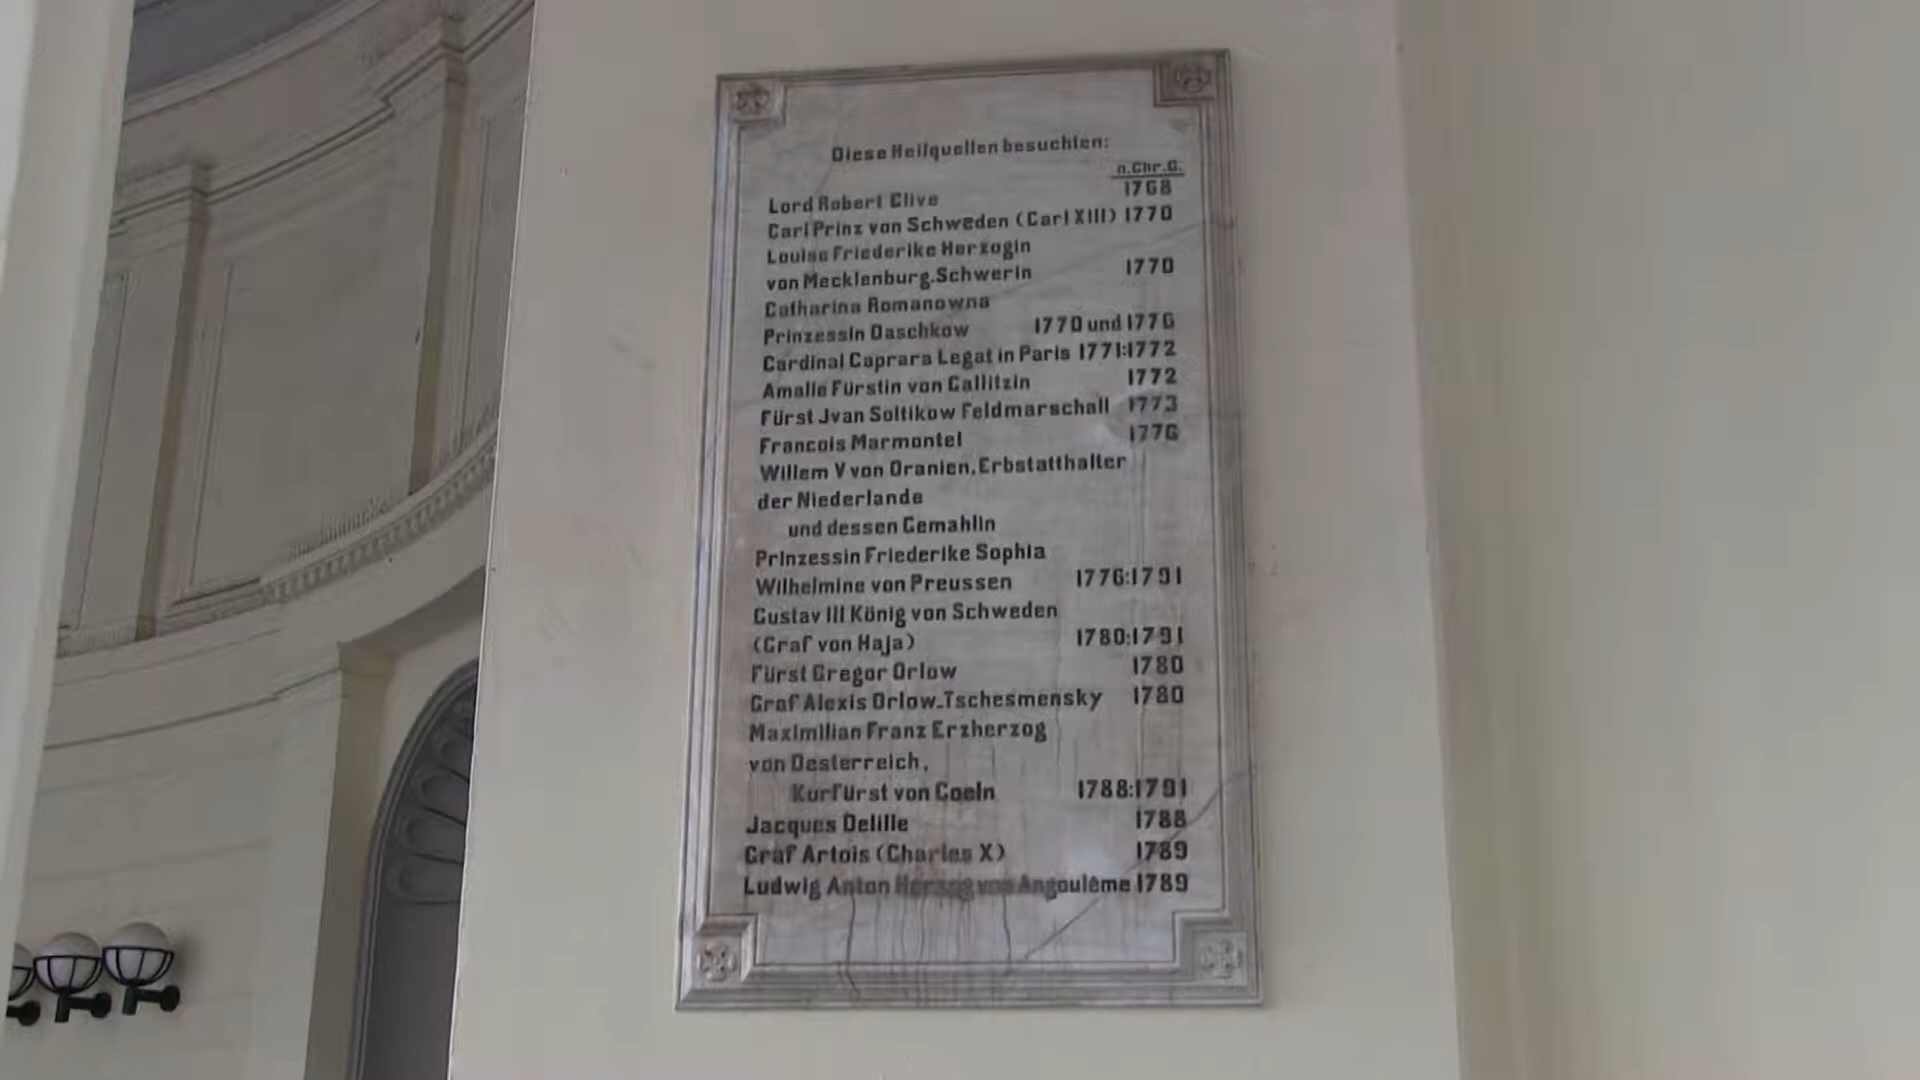 Diese Heilquellen besuchten:
n.Chr.G.
Lord Robert Clive 1768
Carl Prinz von Schweden (Carl XIII) 1770
Louise Friederike Herzogin
von Mecklenburg-Schwerin 1770
Catharina Romanowna
Prinzessin Daschkow 1770 und 1776
Cardinal Caprara Legat in Paris 1771:1772
Amalie Fürstin von Gallitzin 1772
Fürst Jvan Soltikow Feldmarschall 1773
Francois Marmontel 1776
Willem V von Oranien, Erbstatthalter
der Niederlande
und dessen Gemahlin
Prinzessin Friederike Sophia
Wilhelmine von Preussen 1776:1791
Gustav III König von Schweden
(Graf von Haja) 1780:1791
Fürst Gregor Orlow 1780
Graf Alexis Orlow-Tschesmensky 1780
Maximilian Franz Erzherzog
von Oesterreich,
Kurfürst von Coeln 1788:1791
Jacques Delille 1788
Graf Artois (Charles X) 1789
Ludwig Anton Herzog von Angoulême 1789